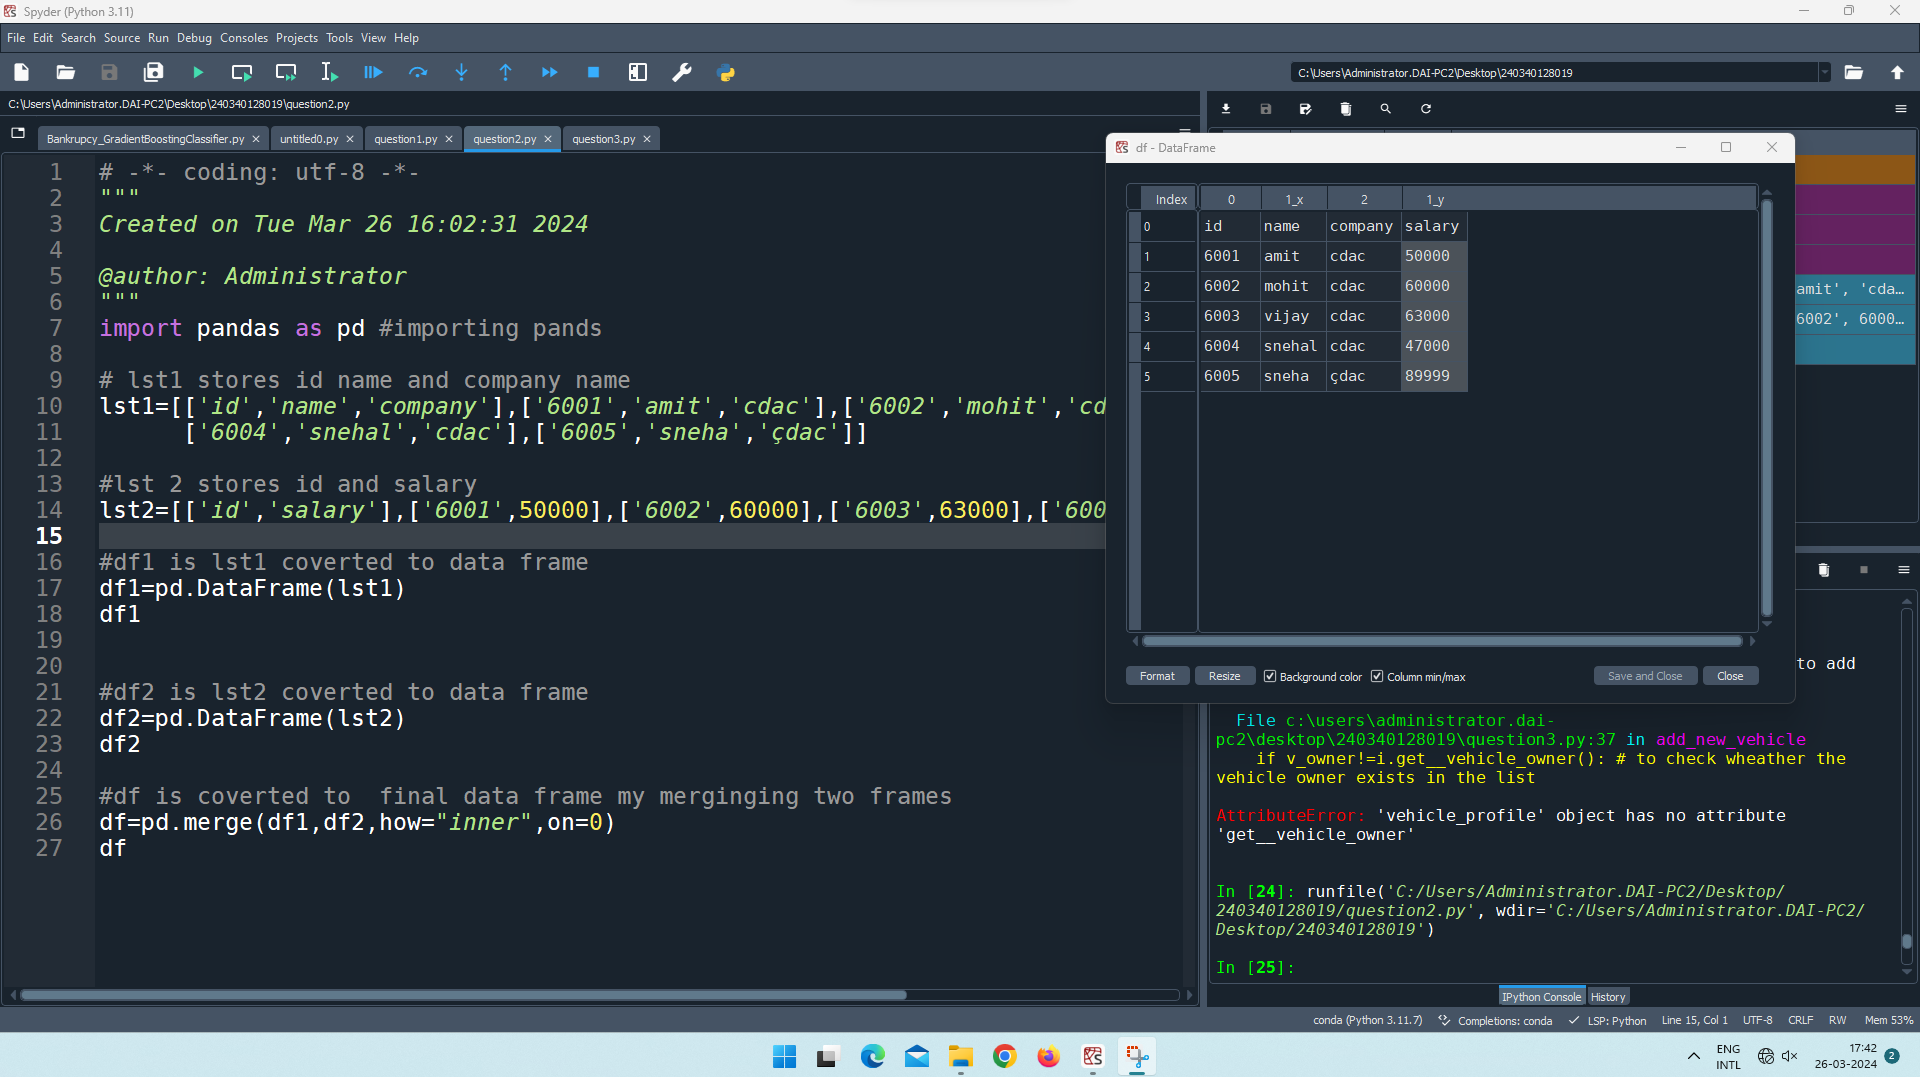 Spyder (Python 3.11)
File Edit Search Source Run Debug Consoles Projects Tools View Help
C:\Users\Administrator.DAI-PC2\Desktop\240340128019
C:\Users\Administrator.DAI-PC2\Desktop\240340128019\question2.py
Bankrupcy_GradientBoostingClassifier.py untitled0.py question1.py question2.py question3.py
1 # -*- coding: utf-8 -*-
2 """
3 Created on Tue Mar 26 16:02:31 2024
4
5 @author: Administrator
6 """
7 import pandas as pd #importing pands
8
9 # lst1 stores id name and company name
10 lst1=[['id','name','company'],['6001','amit','cdac'],['6002','mohit','cd
11 ['6004','snehal','cdac'],['6005','sneha','çdac']]
12
13 #lst 2 stores id and salary
14 lst2=[['id','salary'],['6001',50000],['6002',60000],['6003',63000],['600
15
16 #df1 is lst1 coverted to data frame
17 df1=pd.DataFrame(lst1)
18 df1
19
20
21 #df2 is lst2 coverted to data frame
22 df2=pd.DataFrame(lst2)
23 df2
24
25 #df is coverted to  final data frame my merginging two frames
26 df=pd.merge(df1,df2,how="inner",on=0)
27 df
df - DataFrame
Index 0 1_x 2 1_y
0 id name company salary
1 6001 amit cdac 50000
2 6002 mohit cdac 60000
3 6003 vijay cdac 63000
4 6004 snehal cdac 47000
5 6005 sneha çdac 89999
Format Resize Background color Column min/max Save and Close Close
amit', 'cda...
6002', 6000...
to add
File c:\users\administrator.dai-
pc2\desktop\240340128019\question3.py:37 in add_new_vehicle
if v_owner!=i.get__vehicle_owner(): # to check wheather the
vehicle owner exists in the list
AttributeError: 'vehicle_profile' object has no attribute
'get__vehicle_owner'
In [24]: runfile('C:/Users/Administrator.DAI-PC2/Desktop/
240340128019/question2.py', wdir='C:/Users/Administrator.DAI-PC2/
Desktop/240340128019')
In [25]:
IPython Console History
conda (Python 3.11.7) Completions: conda LSP: Python Line 15, Col 1 UTF-8 CRLF RW Mem 53%
ENG
INTL
17:42
26-03-2024
2